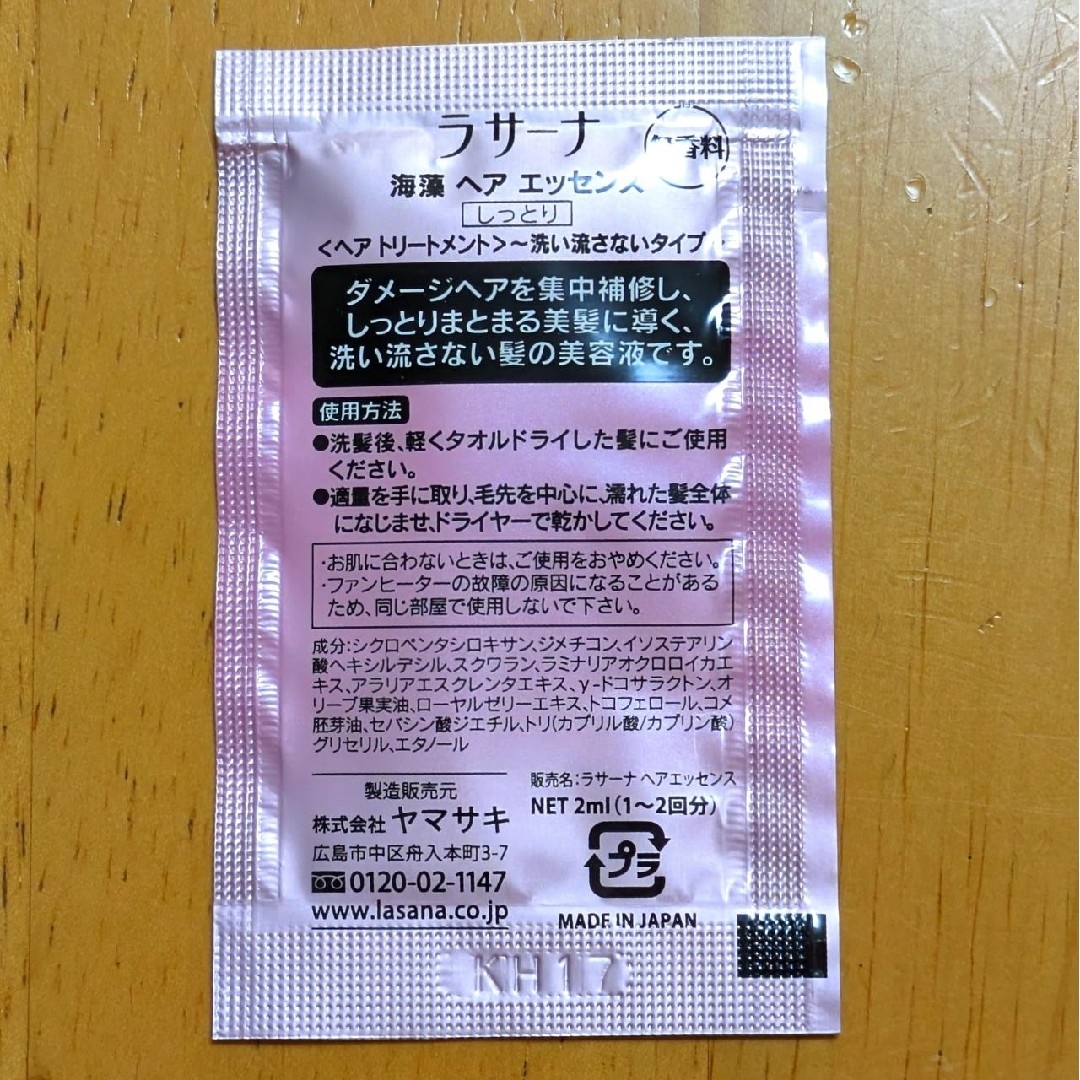 ラサーナ
香料
海藻 ヘア エッセンス
しっとり
<ヘア トリートメント>～洗い流さないタイプ
ダメージヘアを集中補修し、
しっとりまとまる美髪に導く、
洗い流さない髪の美容液です。
使用方法
●洗髪後、軽くタオルドライした髪にご使用
ください。
●適量を手に取り、毛先を中心に、濡れた髪全体
になじませ、ドライヤーで乾かしてください。
・お肌に合わないときは、ご使用をおやめください。
・ファンヒーターの故障の原因になることがある
ため、同じ部屋で使用しないで下さい。
成分:シクロペンタシロキサン、ジメチコン、イソステアリン
酸ヘキシルデシル、スクワラン、ラミナリアオクロロイカエ
キス、アラリアエスクレンタエキス、γ-ドコサラクトン、オ
リーブ果実油、ローヤルゼリーエキス、トコフェロール、コメ
胚芽油、セバシン酸ジエチル、トリ(カプリル酸/カプリン酸)
グリセリル、エタノール
製造販売元
株式会社 ヤマサキ
広島市中区舟入本町3-7
0120-02-1147
www.lasana.co.jp
販売名:ラサーナ ヘアエッセンス
NET 2ml(1～2回分)
プラ
MADE IN JAPAN
KH17